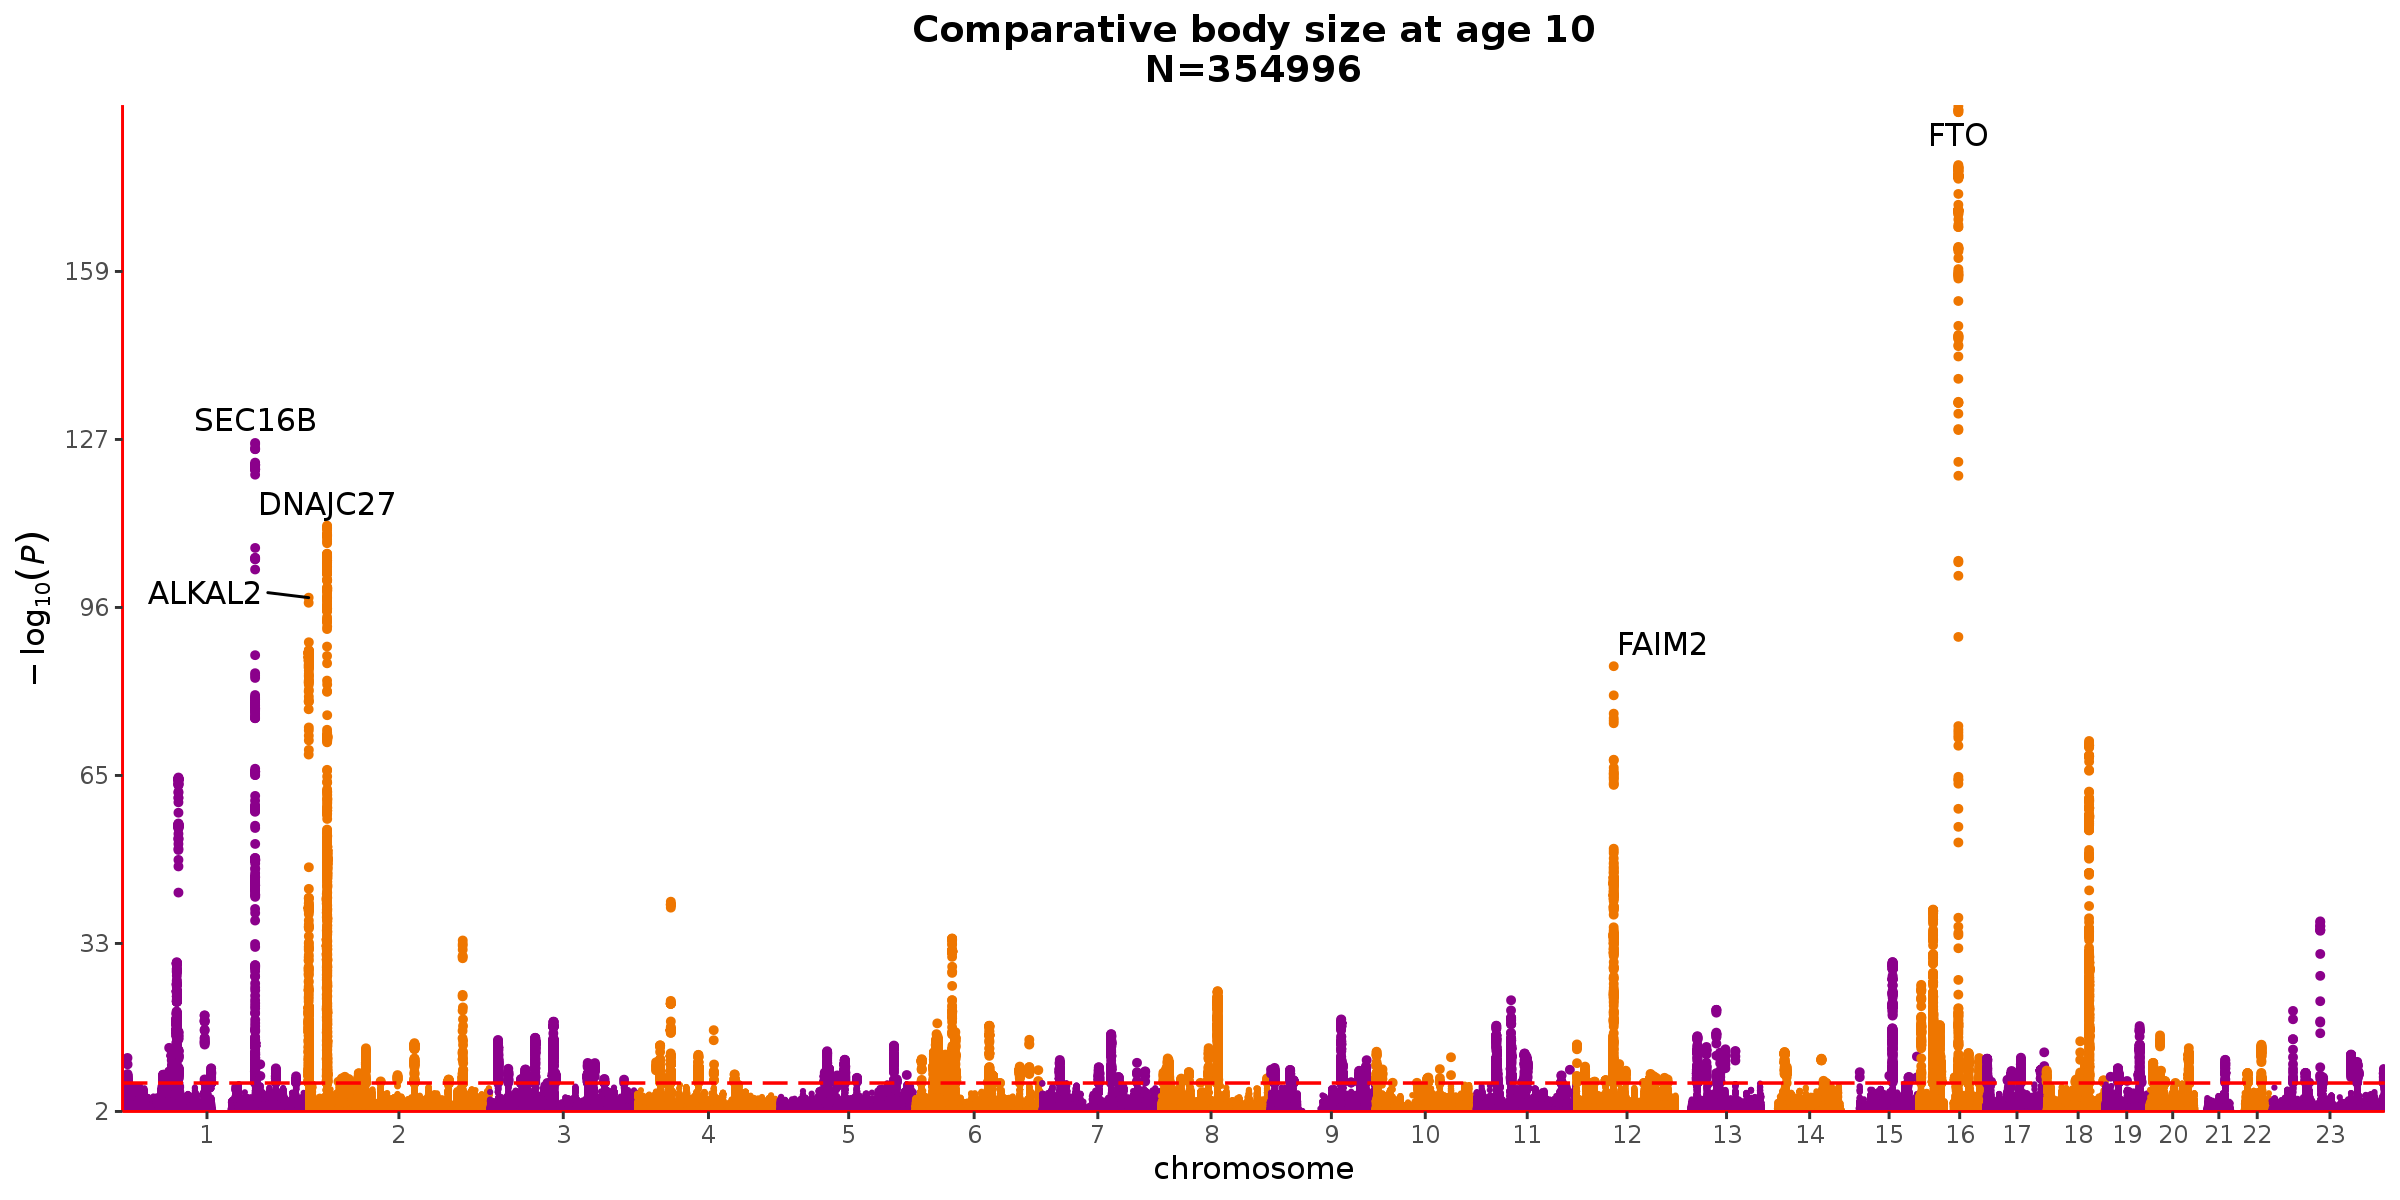 Comparative body size at age 10
N=354996
FTO
159
SEC16B
127
DNAJC27
ALKAL2
96
FAIM2
−log10(P)
65
33
2
1 2 3 4 5 6 7 8 9 10 11 12 13 14 15 16 17 18 19 20 21 22 23
chromosome